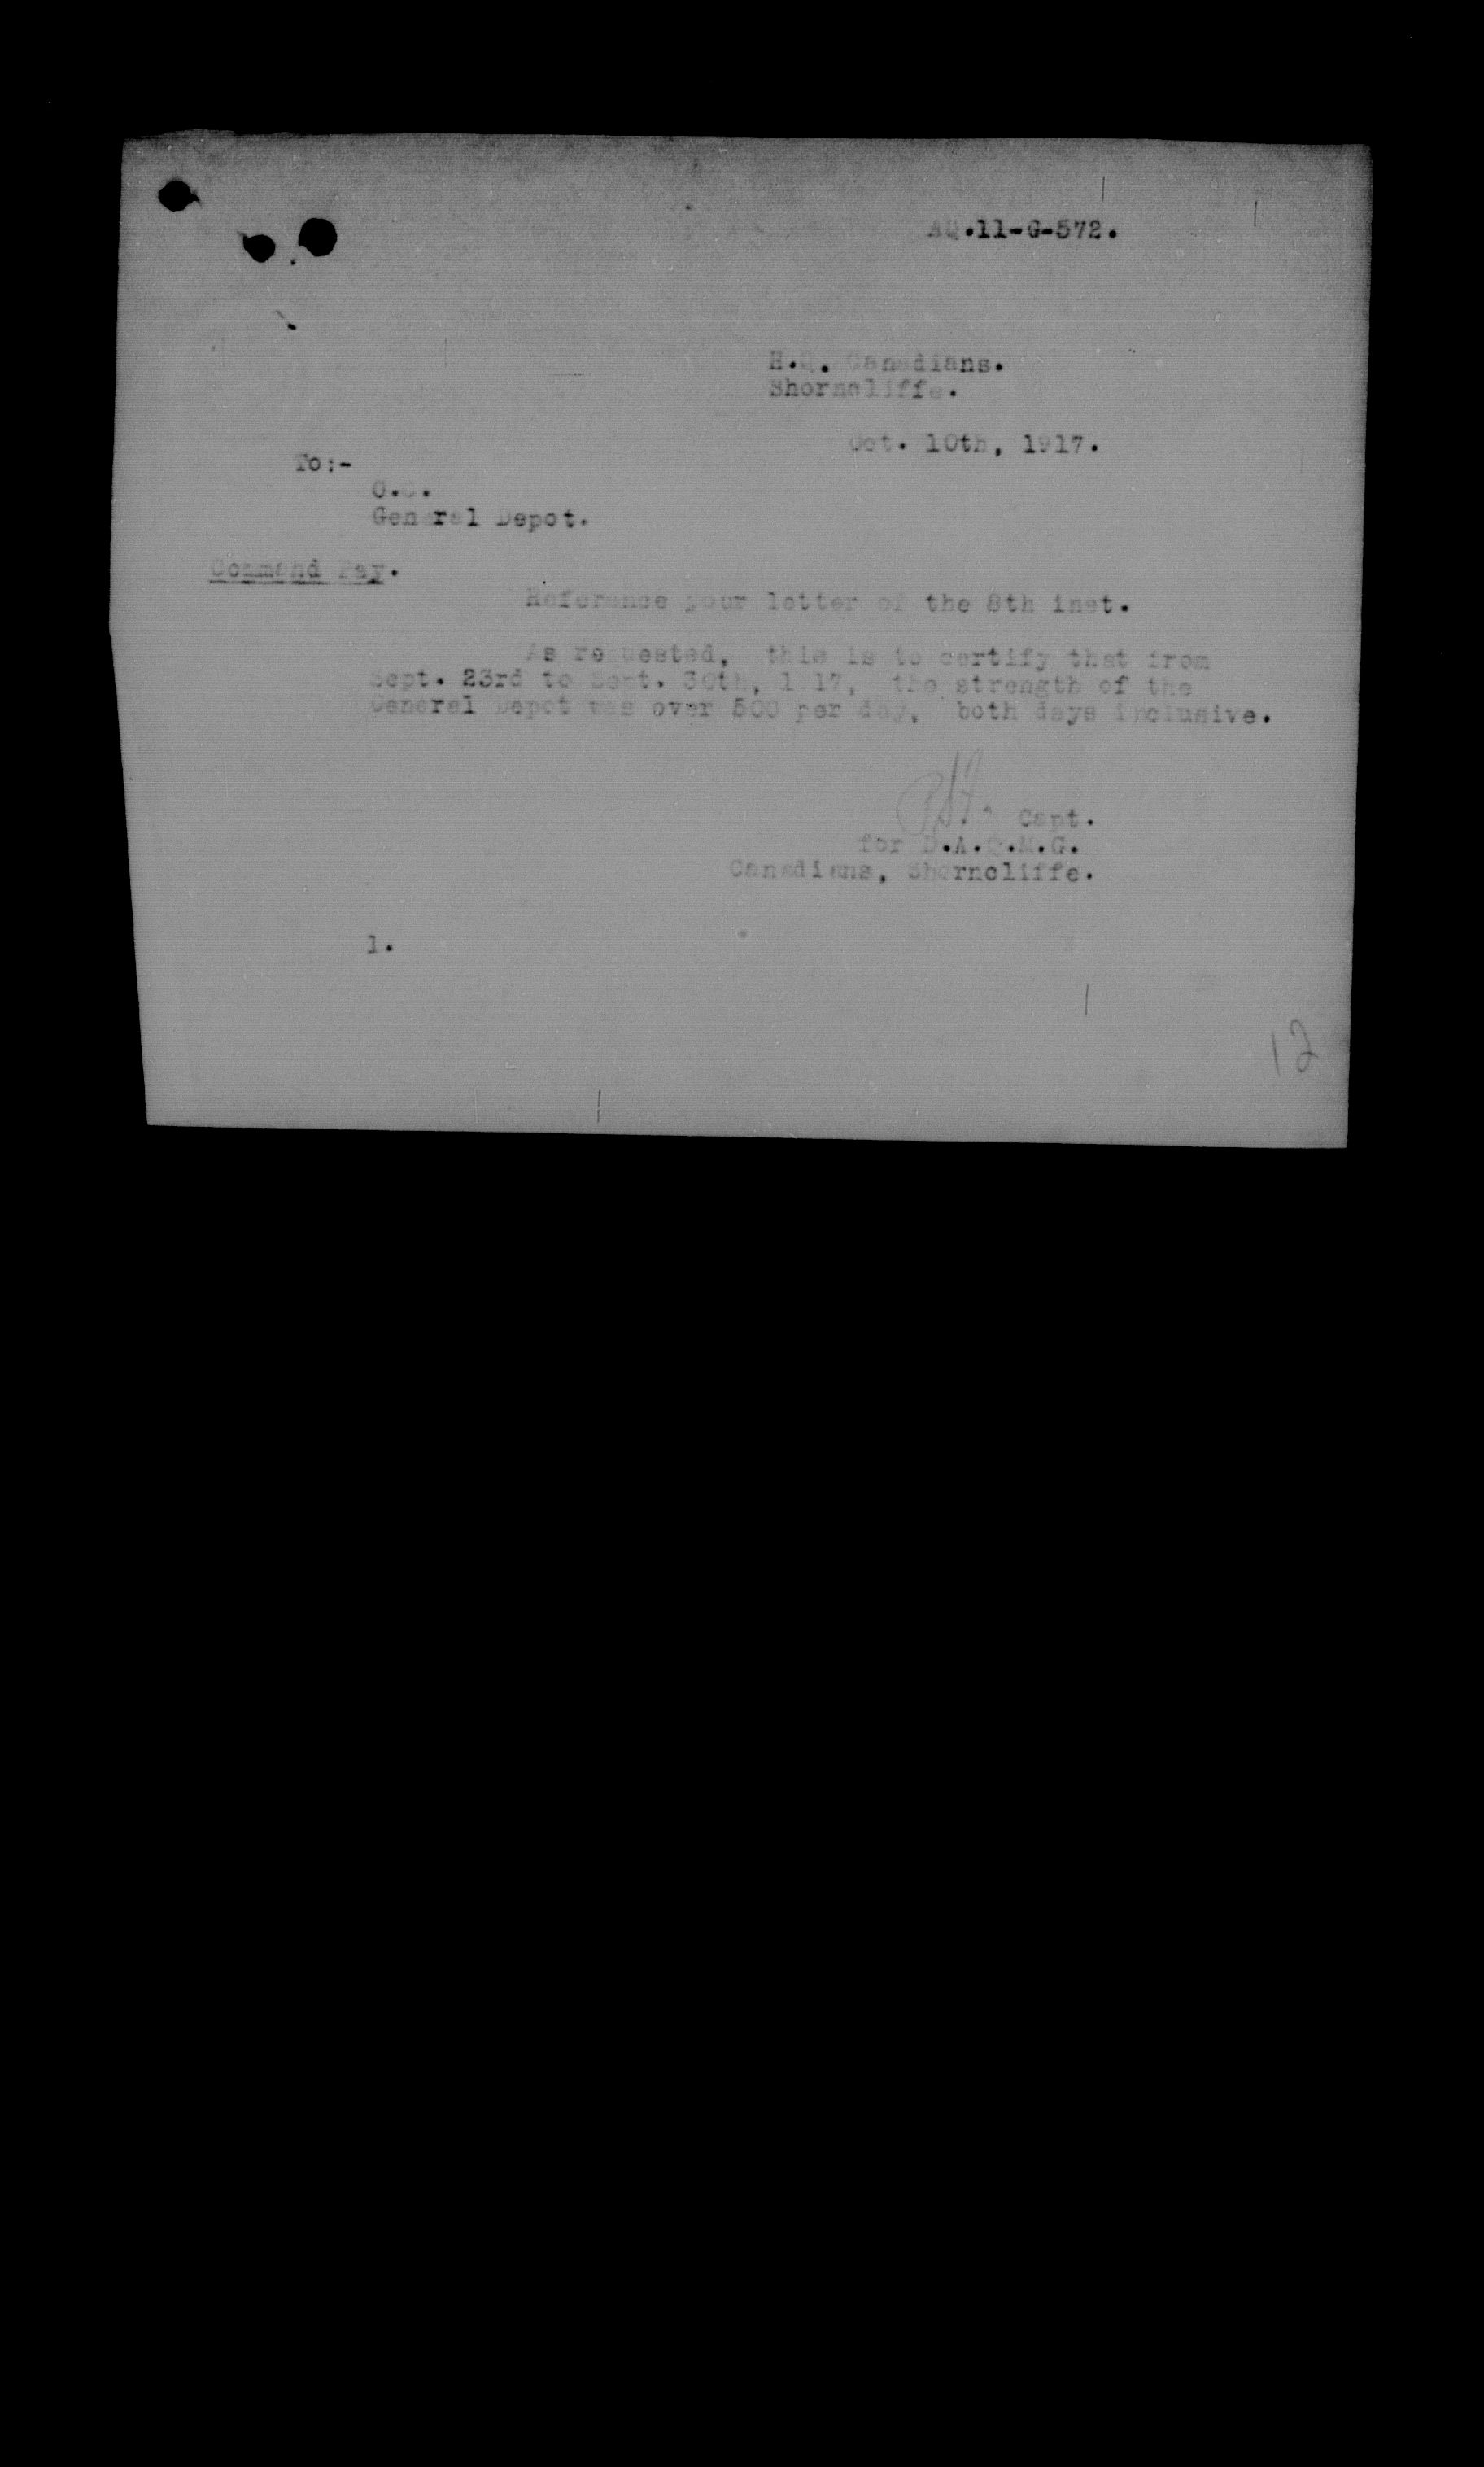 AQ.11-G-572.
H.Q. Canadians.
Shorncliffe.
Oct. 10th, 1917.
To:-
O.C.
General Depot.
Command Pay.
Reference your letter of the 8th inst.
As requested, this is to certify that from
Sept. 23rd to Sept. 30th, 1917, the strength of the
General Depot was over 500 per day, both days inclusive.
Capt.
for D.A.Q.M.G.
Canadians, Shorncliffe.
1.
12